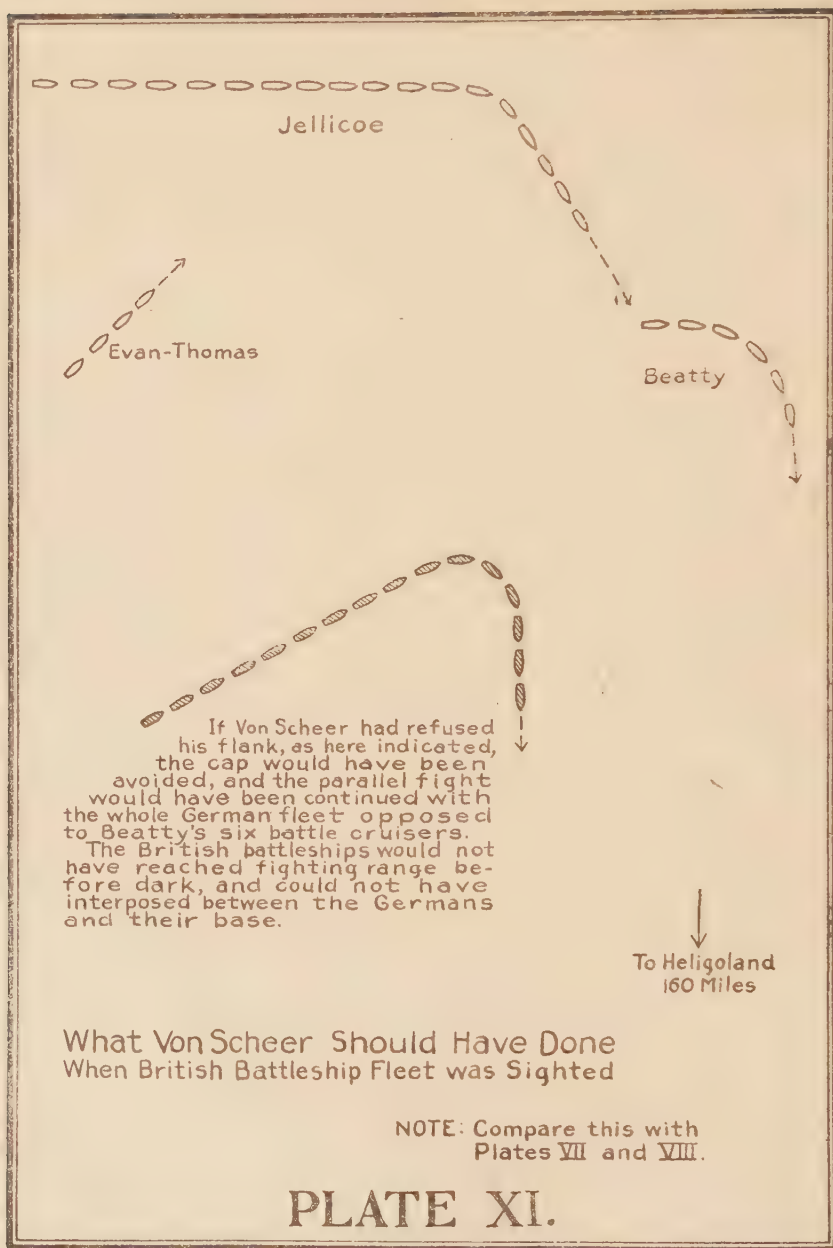 Jellicoe
Evan-Thomas
Beatty
If Von Scheer had refused
his flank, as here indicated,
the cap would have been
avoided, and the parallel fight
would have been continued with
the whole German fleet opposed
to Beatty's six battle cruisers.
The British battleships would not
have reached fighting range be-
fore dark, and could not have
interposed between the Germans
and their base.
To Heligoland
160 Miles
What Von Scheer Should Have Done
When British Battleship Fleet was Sighted
NOTE: Compare this with
Plates VII and VIII.
PLATE XI.